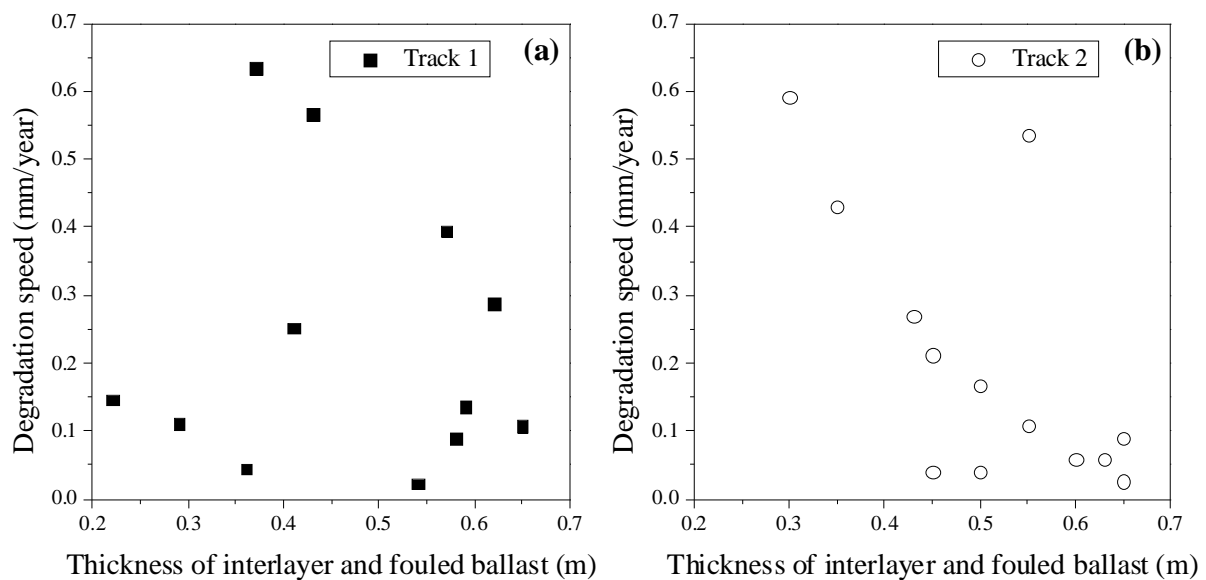 0.7
0.6
0.5
0.4
0.3
0.2
0.1
0.0
Degradation speed (mm/year)
Track 1
(a)
0.2 0.3 0.4 0.5 0.6 0.7
Thickness of interlayer and fouled ballast (m)
0.7
0.6
0.5
0.4
0.3
0.2
0.1
0.0
Degradation speed (mm/year)
Track 2
(b)
0.2 0.3 0.4 0.5 0.6 0.7
Thickness of interlayer and fouled ballast (m)